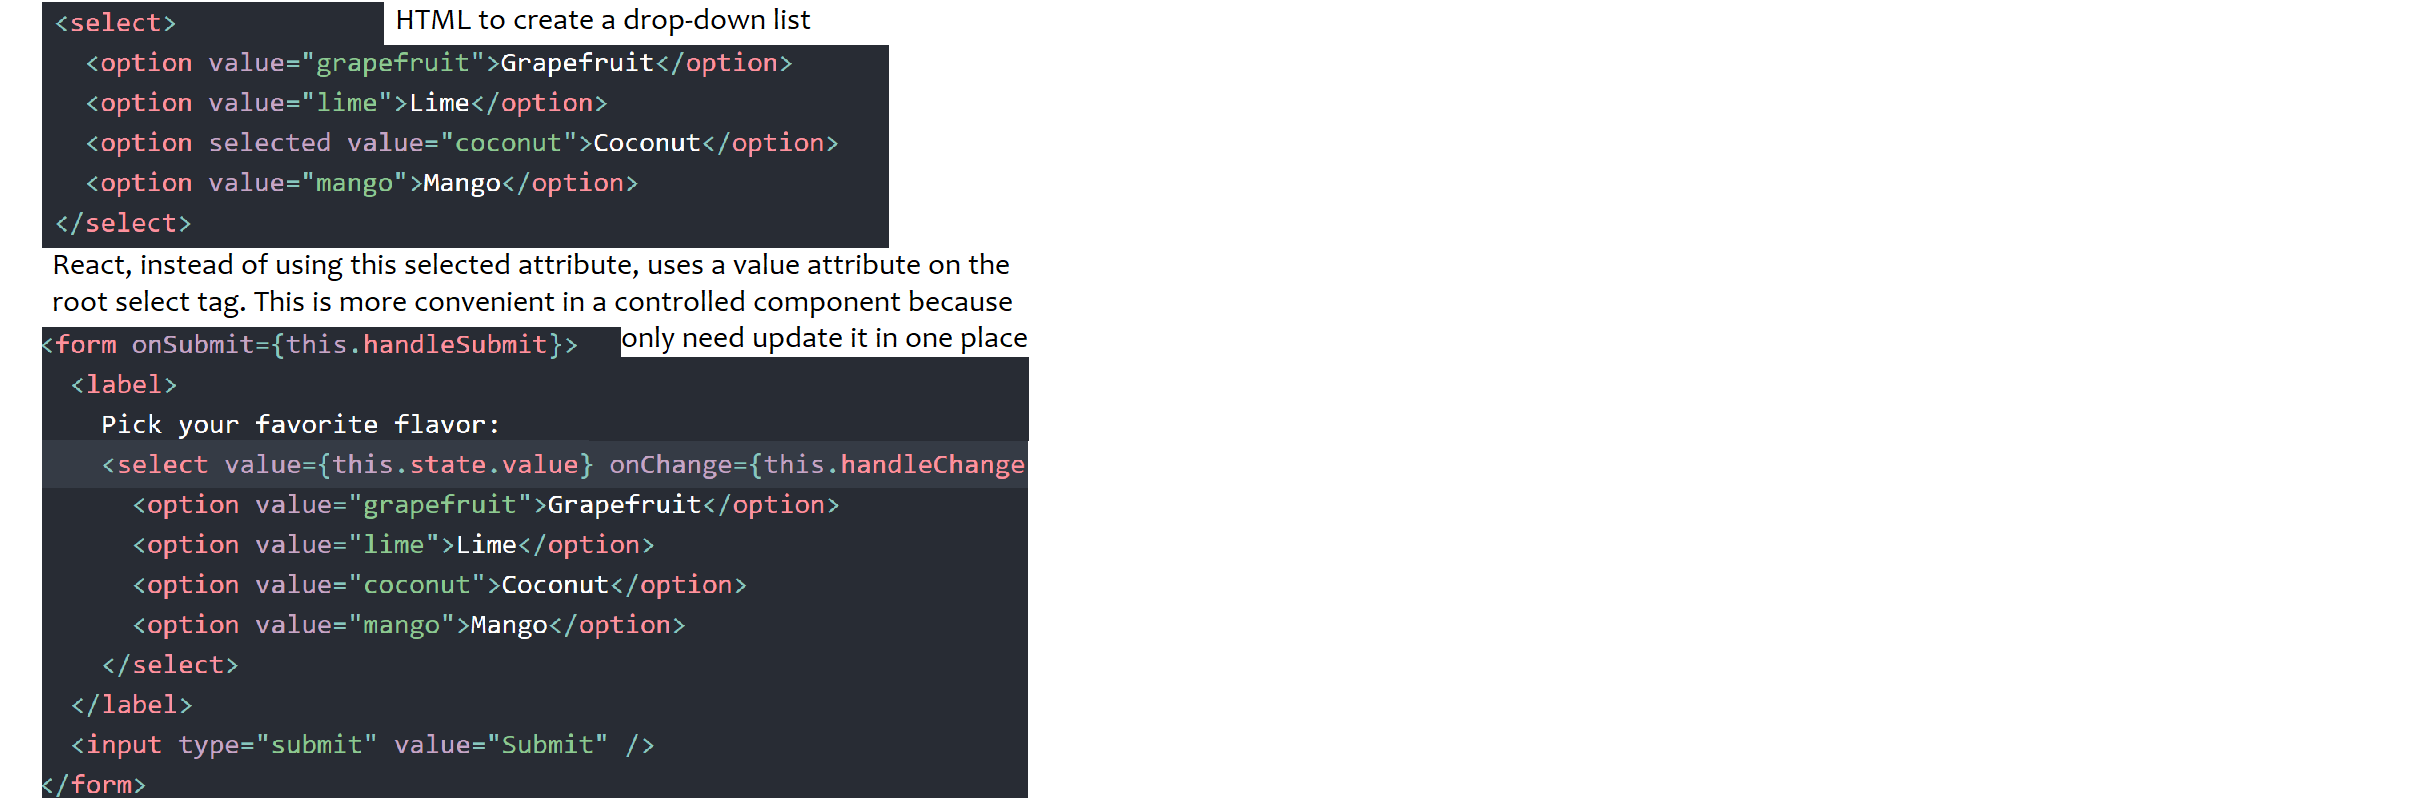 <select>
HTML to create a drop-down list
<option value="grapefruit">Grapefruit</option>
<option value="lime">Lime</option>
<option selected value="coconut">Coconut</option>
<option value="mango">Mango</option>
</select>
React, instead of using this selected attribute, uses a value attribute on the
root select tag. This is more convenient in a controlled component because
only need update it in one place
<form onSubmit={this.handleSubmit}>
<label>
Pick your favorite flavor:
<select value={this.state.value} onChange={this.handleChange
<option value="grapefruit">Grapefruit</option>
<option value="lime">Lime</option>
<option value="coconut">Coconut</option>
<option value="mango">Mango</option>
</select>
</label>
<input type="submit" value="Submit" />
</form>